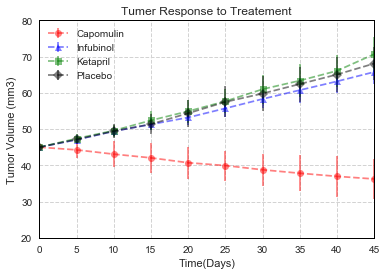 Tumer Response to Treatement
Tumor Volume (mm3)
80
70
60
50
40
30
20
Capomulin
Infubinol
Ketapril
Placebo
0 5 10 15 20 25 30 35 40 45
Time(Days)